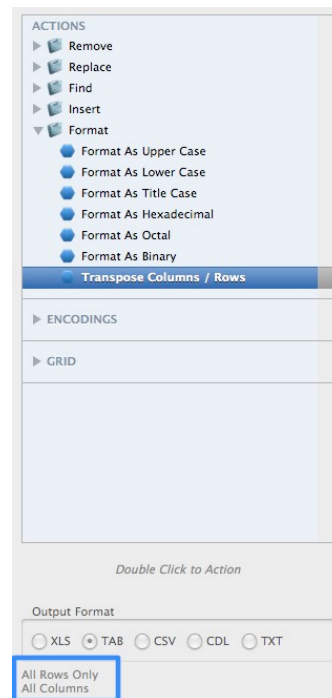 ACTIONS
Remove
Replace
Find
Insert
Format
Format As Upper Case
Format As Lower Case
Format As Title Case
Format As Hexadecimal
Format As Octal
Format As Binary
Transpose Columns / Rows
ENCODINGS
GRID
Double Click to Action
Output Format
XLS TAB CSV CDL TXT
All Rows Only
All Columns